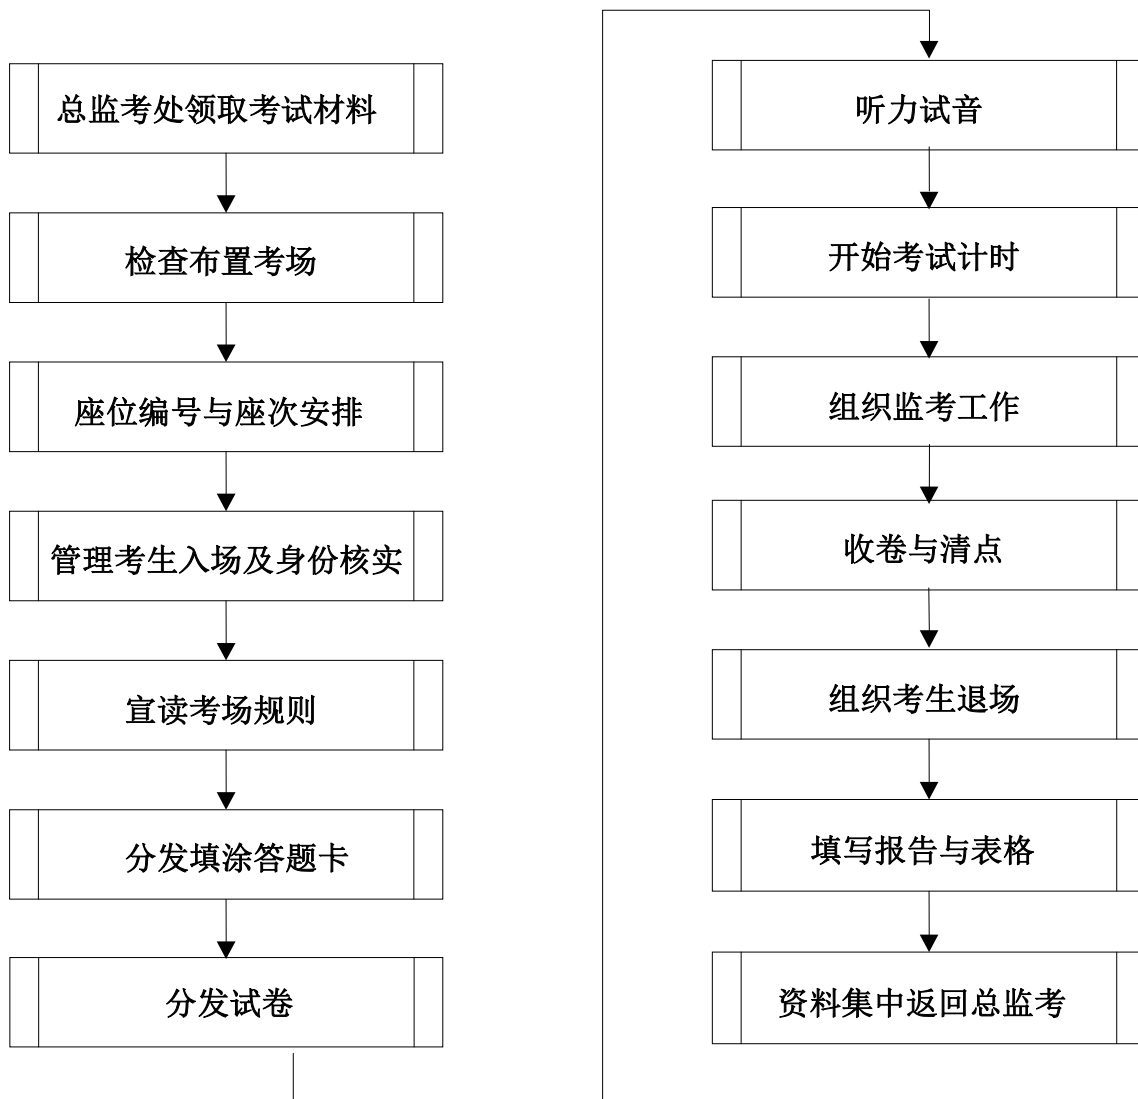 总监考处领取考试材料
检查布置考场
座位编号与座次安排
管理考生入场及身份核实
宣读考场规则
分发填涂答题卡
分发试卷
听力试音
开始考试计时
组织监考工作
收卷与清点
组织考生退场
填写报告与表格
资料集中返回总监考